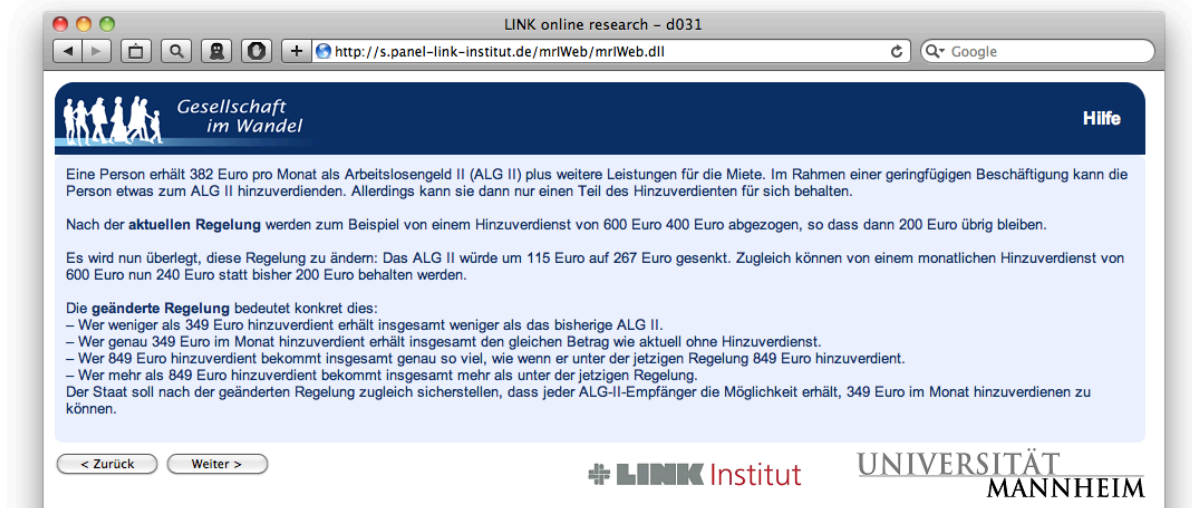 LINK online research – d031
http://s.panel-link-institut.de/mrIWeb/mrIWeb.dll
Google
Gesellschaft
im Wandel
Hilfe
Eine Person erhält 382 Euro pro Monat als Arbeitslosengeld II (ALG II) plus weitere Leistungen für die Miete. Im Rahmen einer geringfügigen Beschäftigung kann die
Person etwas zum ALG II hinzuverdienden. Allerdings kann sie dann nur einen Teil des Hinzuverdienten für sich behalten.
Nach der aktuellen Regelung werden zum Beispiel von einem Hinzuverdienst von 600 Euro 400 Euro abgezogen, so dass dann 200 Euro übrig bleiben.
Es wird nun überlegt, diese Regelung zu ändern: Das ALG II würde um 115 Euro auf 267 Euro gesenkt. Zugleich können von einem monatlichen Hinzuverdienst von
600 Euro nun 240 Euro statt bisher 200 Euro behalten werden.
Die geänderte Regelung bedeutet konkret dies:
– Wer weniger als 349 Euro hinzuverdient erhält insgesamt weniger als das bisherige ALG II.
– Wer genau 349 Euro im Monat hinzuverdient erhält insgesamt den gleichen Betrag wie aktuell ohne Hinzuverdienst.
– Wer 849 Euro hinzuverdient bekommt insgesamt genau so viel, wie wenn er unter der jetzigen Regelung 849 Euro hinzuverdient.
– Wer mehr als 849 Euro hinzuverdient bekommt insgesamt mehr als unter der jetzigen Regelung.
Der Staat soll nach der geänderten Regelung zugleich sicherstellen, dass jeder ALG-II-Empfänger die Möglichkeit erhält, 349 Euro im Monat hinzuverdienen zu
können.
< Zurück
Weiter >
LINK Institut
UNIVERSITÄT
MANNHEIM